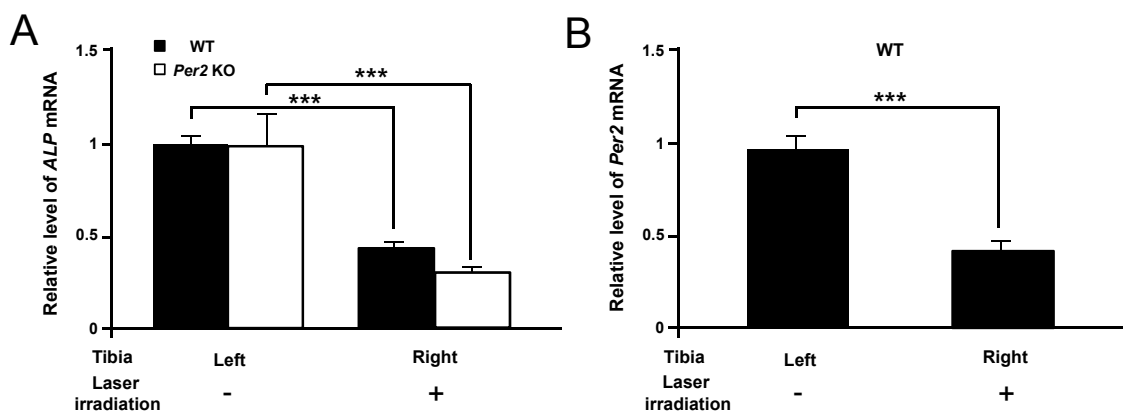 A
WT
Per2 KO
Relative level of ALP mRNA
1.5
1
0.5
0
***
***
Tibia Left Right
Laser irradiation - +
B
WT
Relative level of Per2 mRNA
1.5
1
0.5
0
***
Tibia Left Right
Laser irradiation - +